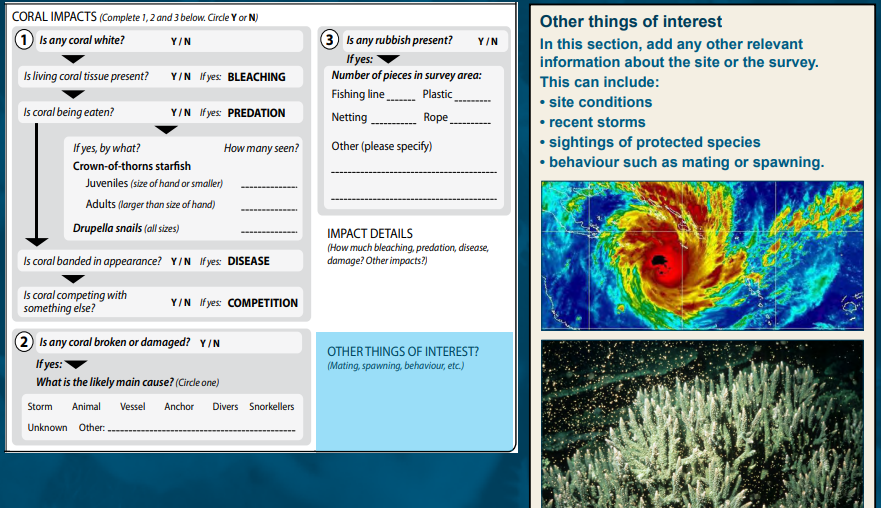 CORAL IMPACTS (Complete 1, 2 and 3 below. Circle Y or N)
1 Is any coral white? Y / N
Is living coral tissue present? Y / N If yes: BLEACHING
Is coral being eaten? Y / N If yes: PREDATION
If yes, by what? How many seen?
Crown-of-thorns starfish
Juveniles (size of hand or smaller)
Adults (larger than size of hand)
Drupella snails (all sizes)
Is coral banded in appearance? Y / N If yes: DISEASE
Is coral competing with
something else? Y / N If yes: COMPETITION
2 Is any coral broken or damaged? Y / N
If yes:
What is the likely main cause? (Circle one)
Storm Animal Vessel Anchor Divers Snorkellers
Unknown Other:
3 Is any rubbish present? Y / N
If yes:
Number of pieces in survey area:
Fishing line Plastic
Netting Rope
Other (please specify)
IMPACT DETAILS
(How much bleaching, predation, disease,
damage? Other impacts?)
OTHER THINGS OF INTEREST?
(Mating, spawning, behaviour, etc.)
Other things of interest
In this section, add any other relevant
information about the site or the survey.
This can include:
• site conditions
• recent storms
• sightings of protected species
• behaviour such as mating or spawning.